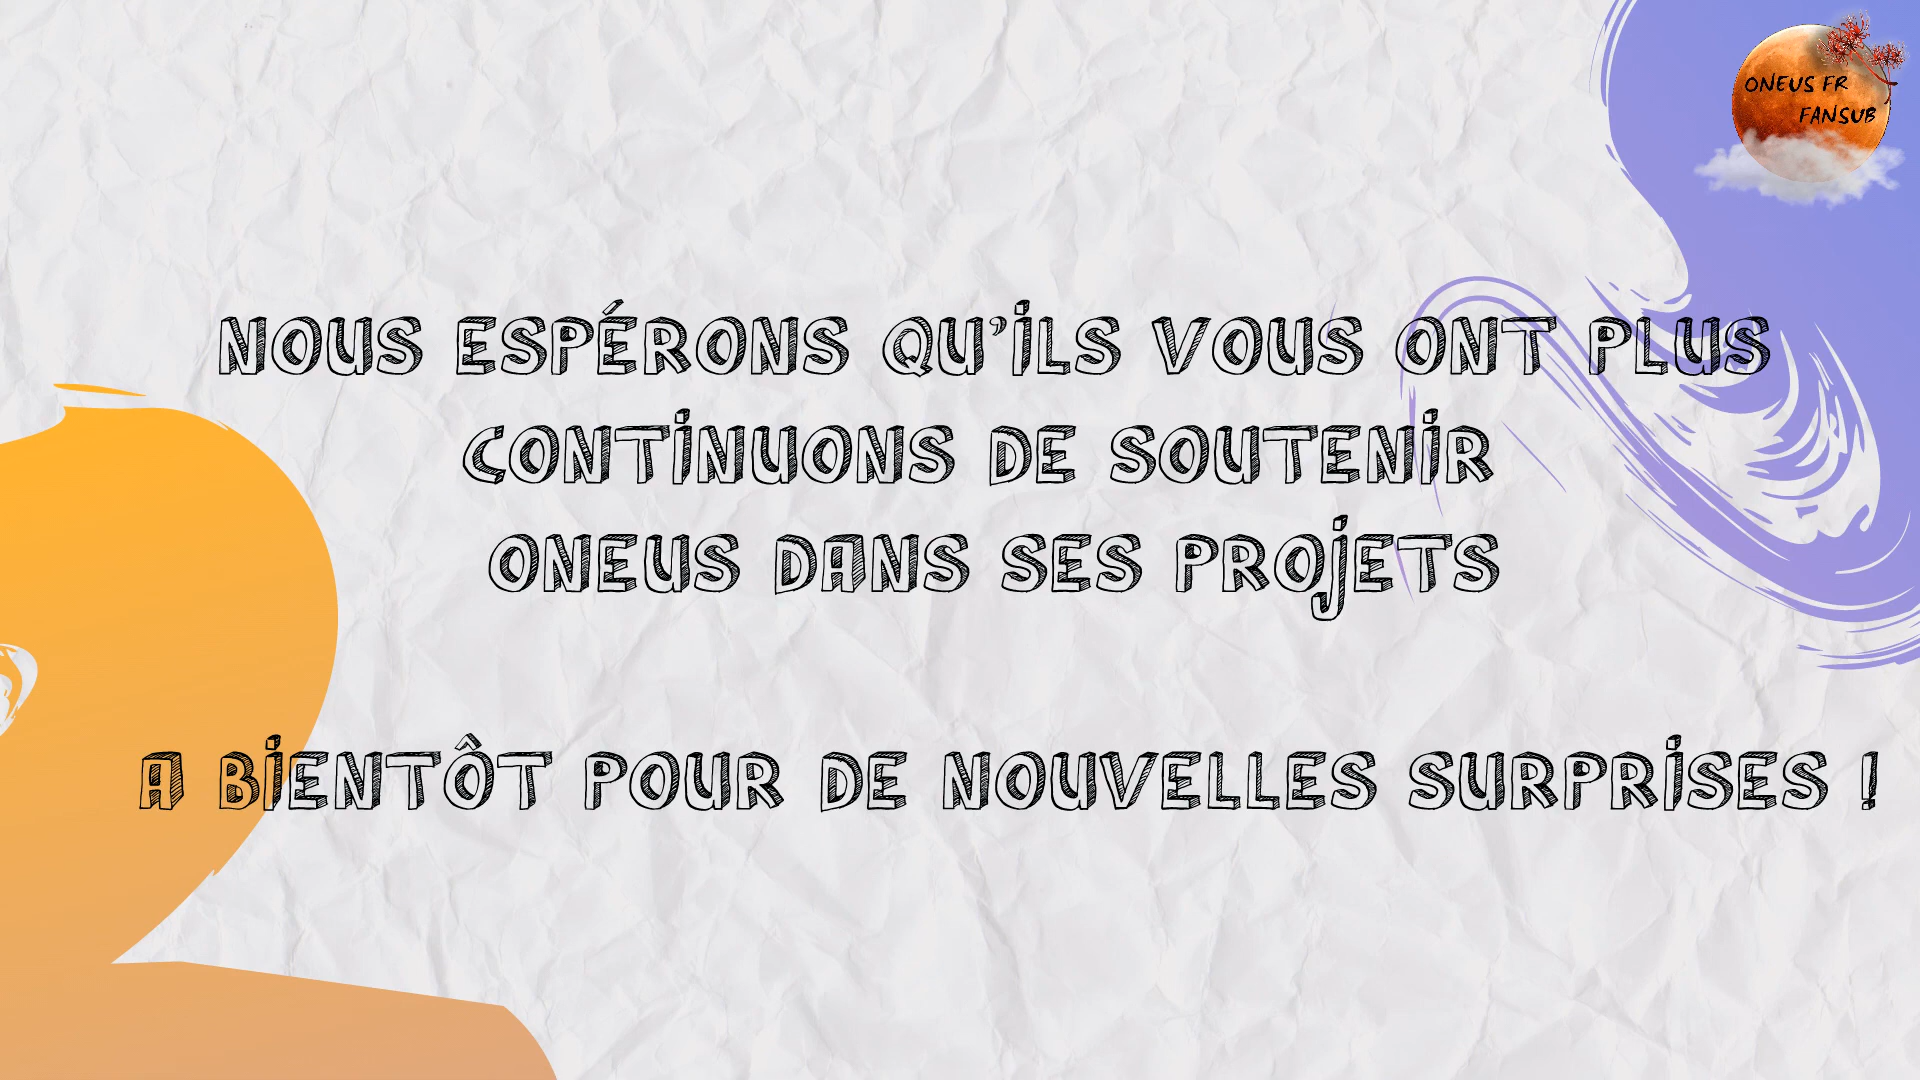 ONEUS FR
FANSUB
NOUS ESPÉRONS QU'ILS VOUS ONT PLUS
CONTINUONS DE SOUTENIR
ONEUS DANS SES PROJETS
A BIENTÔT POUR DE NOUVELLES SURPRISES !